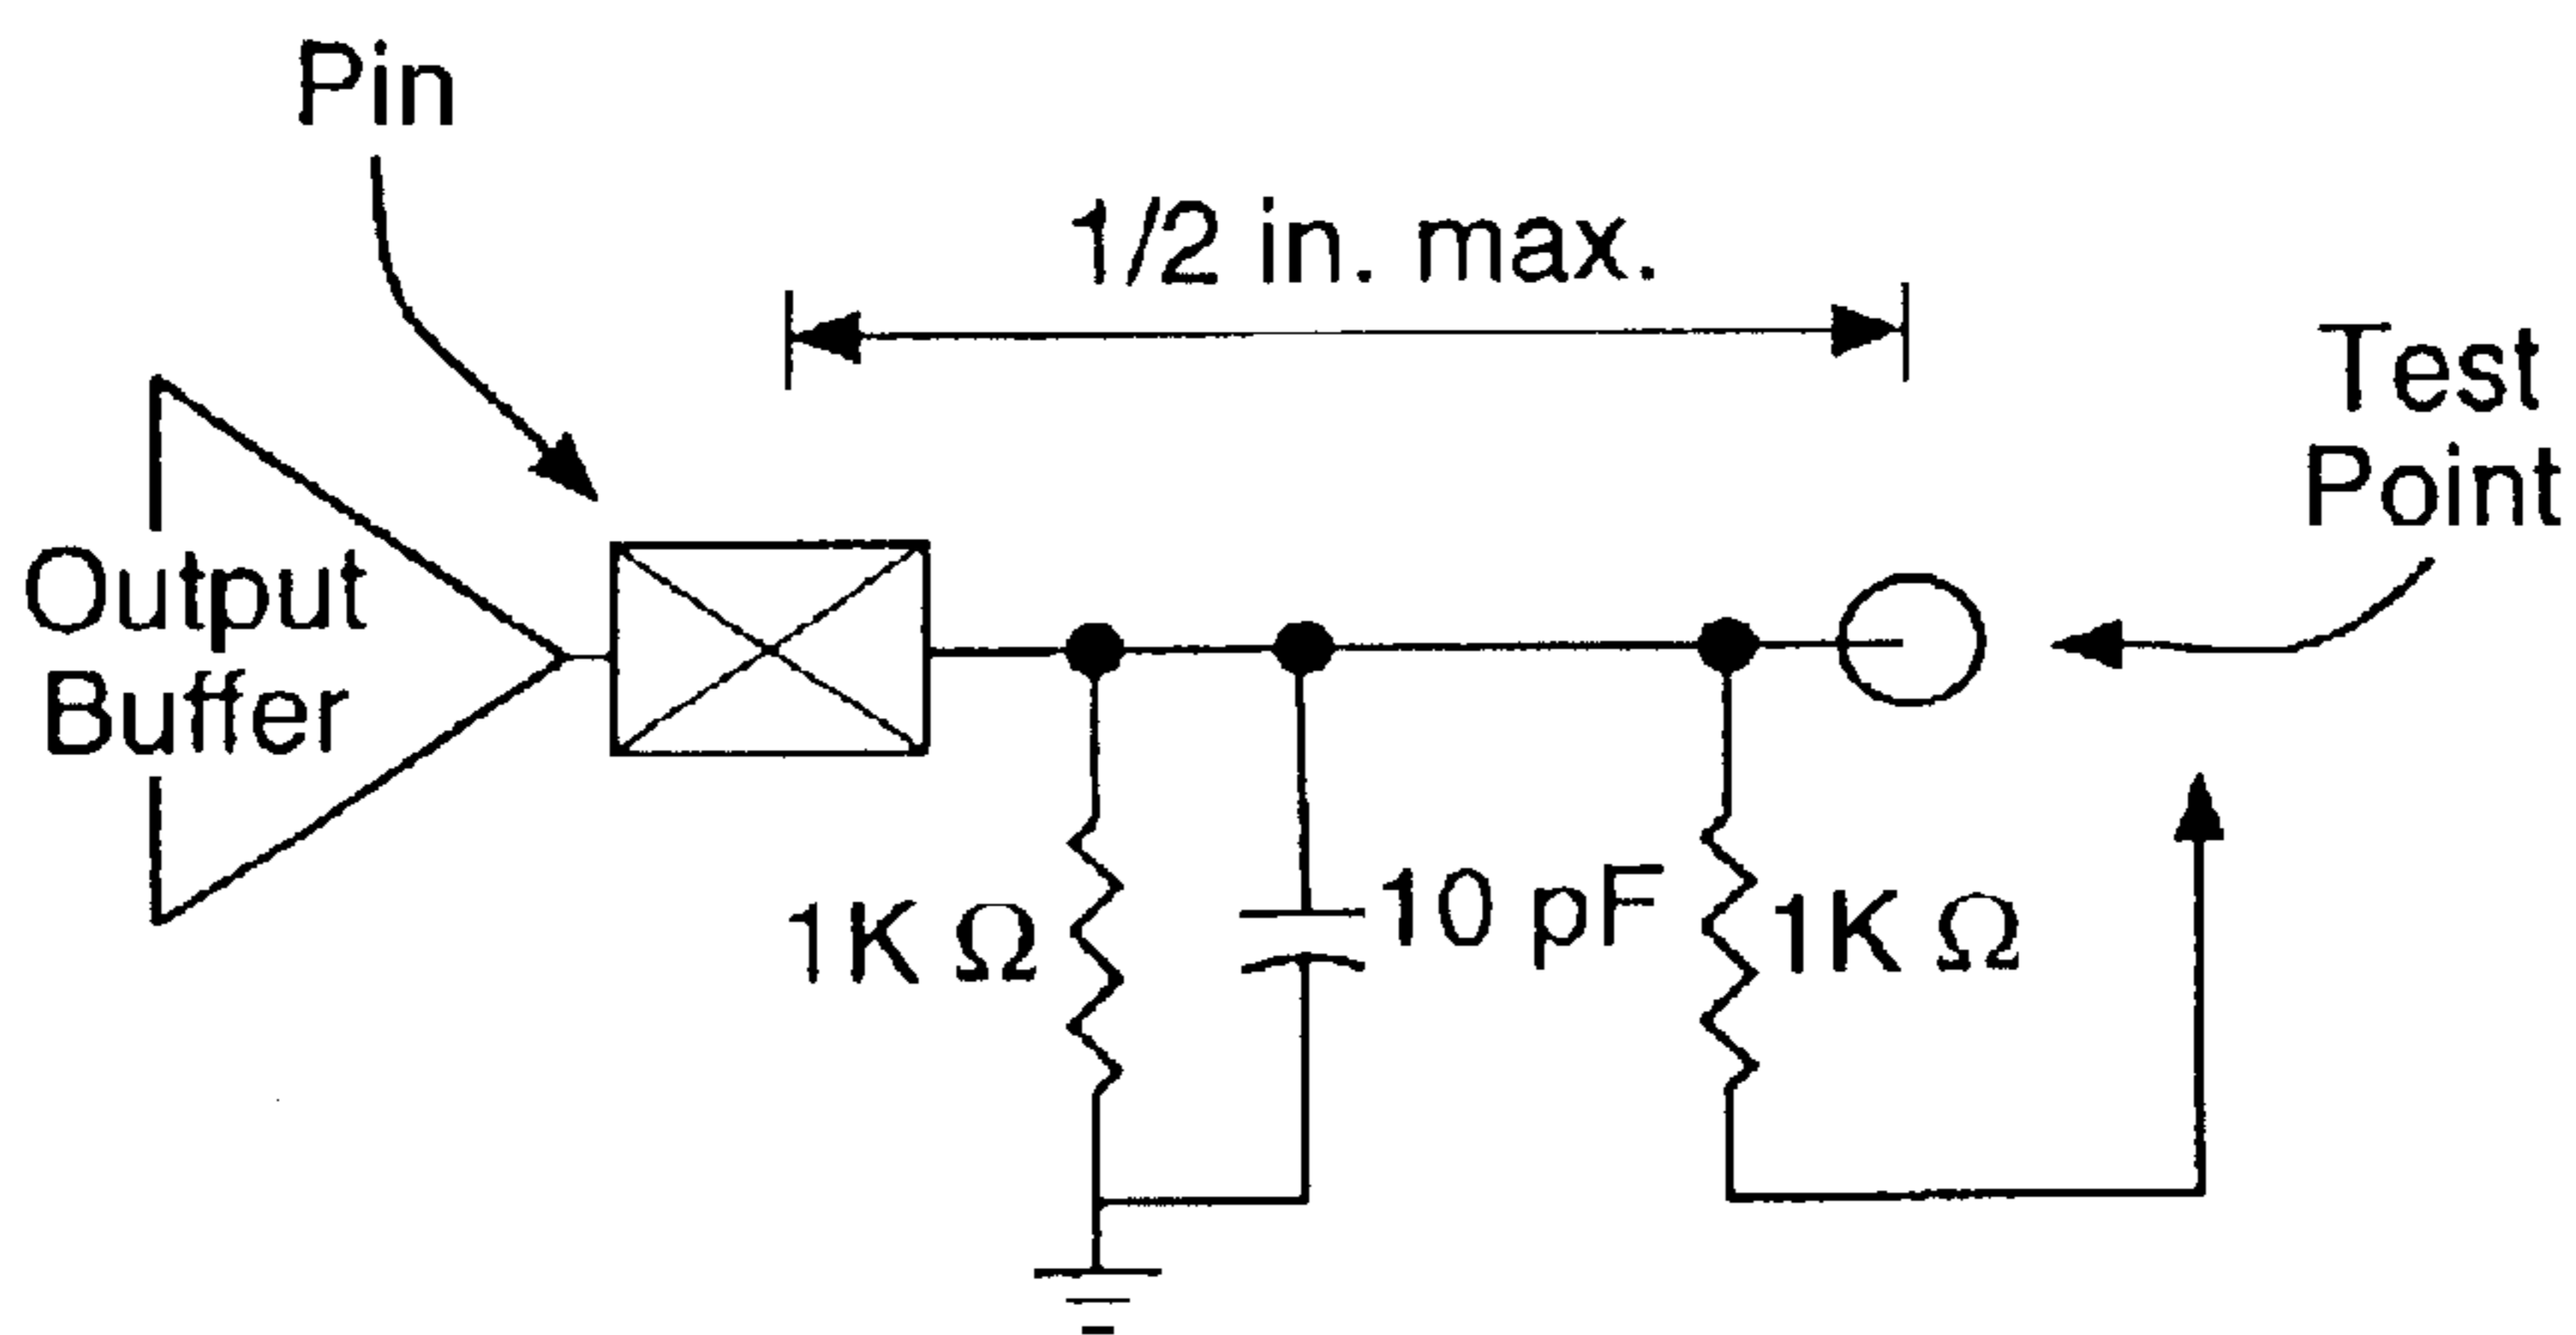 Pin
1/2 in. max.
Test
Point
Output
Buffer
1K Ω
10 pF
1K Ω